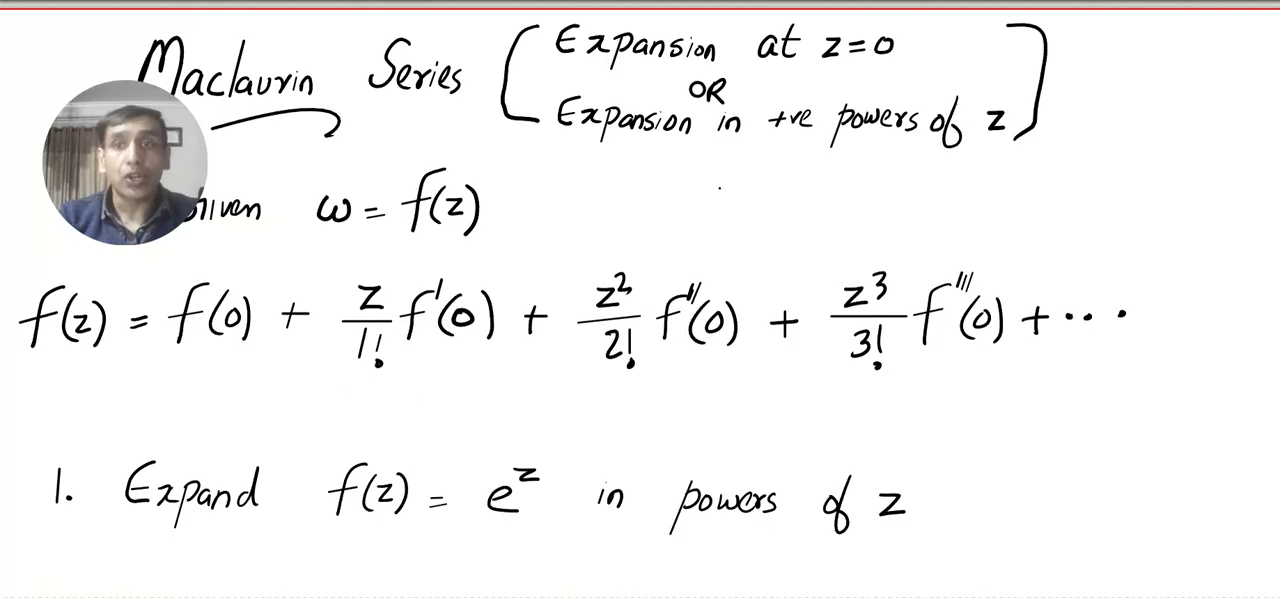 Maclaurin Series [ Expansion at z=0
OR
Expansion in +ve powers of z ]
Given ω = f(z)
f(z) = f(0) + z/1! f'(0) + z²/2! f''(0) + z³/3! f'''(0) + ...
1. Expand f(z) = e^z in powers of z